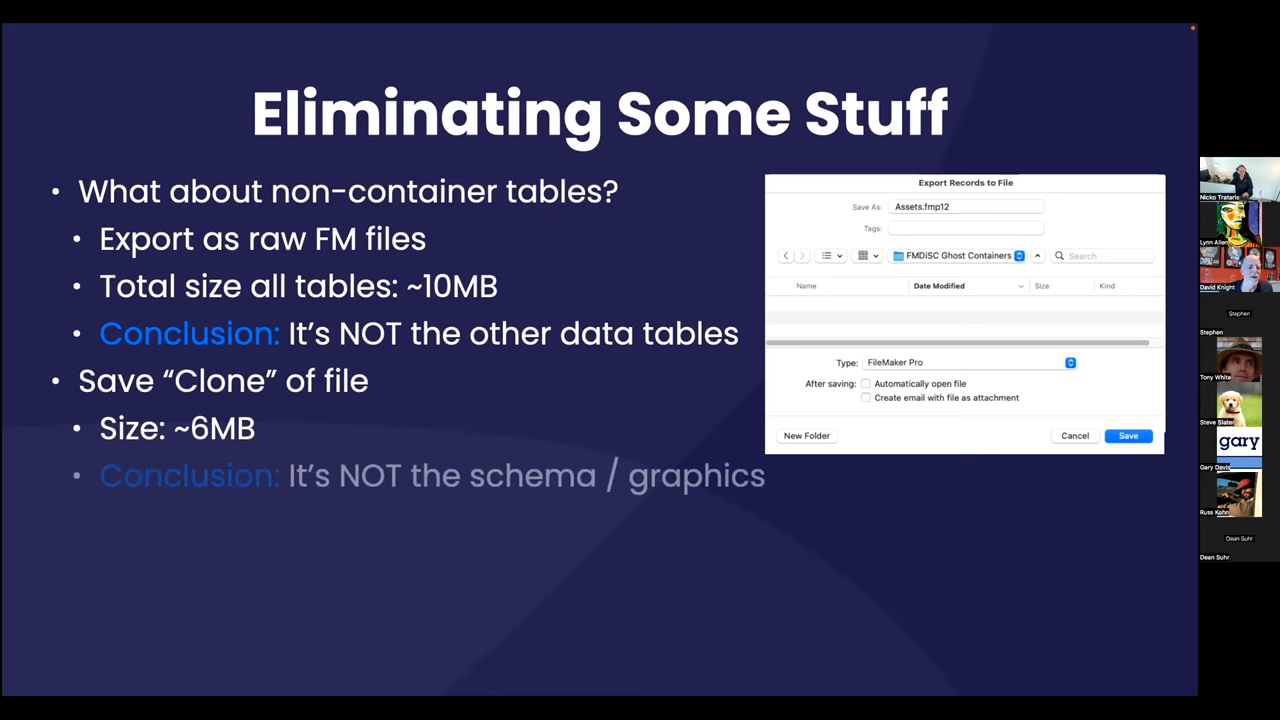 Eliminating Some Stuff
• What about non-container tables?
• Export as raw FM files
• Total size all tables: ~10MB
• Conclusion: It’s NOT the other data tables
• Save “Clone” of file
• Size: ~6MB
• Conclusion: It’s NOT the schema / graphics
Export Records to File
Save As: Assets.fmp12
Tags:
FMDiSC Ghost Containers
Search
Name Date Modified Size Kind
Type: FileMaker Pro
After saving: Automatically open file
Create email with file as attachment
New Folder Cancel Save
Nicko Trataris
Lynn Allen
David Knight
Stephen
Stephen
Tony White
Steve Slater
gary
Gary Davis
Russ Kohn
Dean Suhr
Dean Suhr